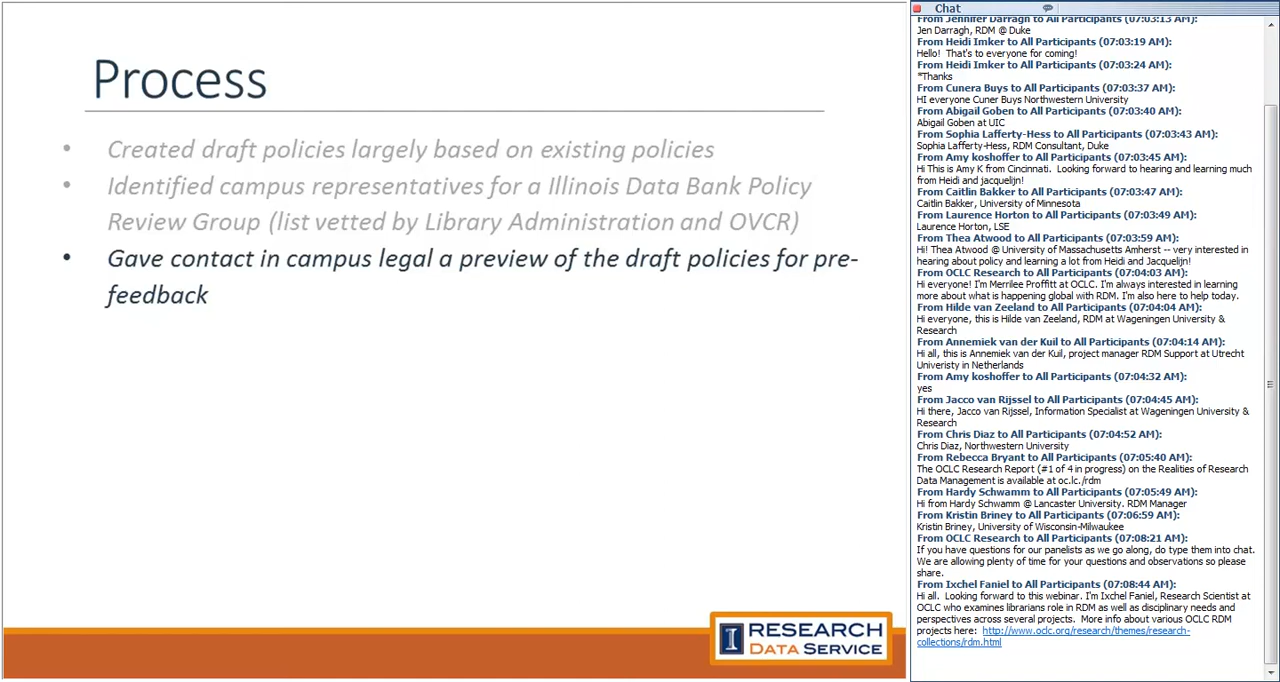 Process
• Created draft policies largely based on existing policies
• Identified campus representatives for a Illinois Data Bank Policy
Review Group (list vetted by Library Administration and OVCR)
• Gave contact in campus legal a preview of the draft policies for pre-
feedback
I RESEARCH
DATA SERVICE
Chat
From Jennifer Darragh to All Participants (07:03:13 AM):
Jen Darragh, RDM @ Duke
From Heidi Imker to All Participants (07:03:19 AM):
Hello!  That's to everyone for coming!
From Heidi Imker to All Participants (07:03:24 AM):
*Thanks
From Cunera Buys to All Participants (07:03:37 AM):
HI everyone Cuner Buys Northwestern University
From Abigail Goben to All Participants (07:03:40 AM):
Abigail Goben at UIC
From Sophia Lafferty-Hess to All Participants (07:03:43 AM):
Sophia Lafferty-Hess, RDM Consultant, Duke
From Amy koshoffer to All Participants (07:03:45 AM):
Hi This is Amy K from Cincinnati.  Looking forward to hearing and learning much
from Heidi and jacquelijn!
From Caitlin Bakker to All Participants (07:03:47 AM):
Caitlin Bakker, University of Minnesota
From Laurence Horton to All Participants (07:03:49 AM):
Laurence Horton, LSE
From Thea Atwood to All Participants (07:03:59 AM):
Hi! Thea Atwood @ University of Massachusetts Amherst -- very interested in
hearing about policy and learning a lot from Heidi and Jacquelijn!
From OCLC Research to All Participants (07:04:03 AM):
Hi everyone! I'm Merrilee Proffitt at OCLC. I'm always interested in learning
more about what is happening global with RDM. I'm also here to help today.
From Hilde van Zeeland to All Participants (07:04:04 AM):
Hi everyone, this is Hilde van Zeeland, RDM at Wageningen University &
Research
From Annemiek van der Kuil to All Participants (07:04:14 AM):
Hi all, this is Annemiek van der Kuil, project manager RDM Support at Utrecht
Univeristy in Netherlands
From Amy koshoffer to All Participants (07:04:32 AM):
yes
From Jacco van Rijssel to All Participants (07:04:45 AM):
Hi there, Jacco van Rijssel, Information Specialist at Wageningen University &
Research
From Chris Diaz to All Participants (07:04:52 AM):
Chris Diaz, Northwestern University
From Rebecca Bryant to All Participants (07:05:40 AM):
The OCLC Research Report (#1 of 4 in progress) on the Realities of Research
Data Management is available at oc.lc./rdm
From Hardy Schwamm to All Participants (07:05:49 AM):
Hi from Hardy Schwamm @ Lancaster University. RDM Manager
From Kristin Briney to All Participants (07:06:59 AM):
Kristin Briney, University of Wisconsin-Milwaukee
From OCLC Research to All Participants (07:08:21 AM):
If you have questions for our panelists as we go along, do type them into chat.
We are allowing plenty of time for your questions and observations so please
share.
From Ixchel Faniel to All Participants (07:08:44 AM):
Hi all.  Looking forward to this webinar. I'm Ixchel Faniel, Research Scientist at
OCLC who examines librarians role in RDM as well as disciplinary needs and
perspectives across several projects.  More info about various OCLC RDM
projects here:  http://www.oclc.org/research/themes/research-
collections/rdm.html